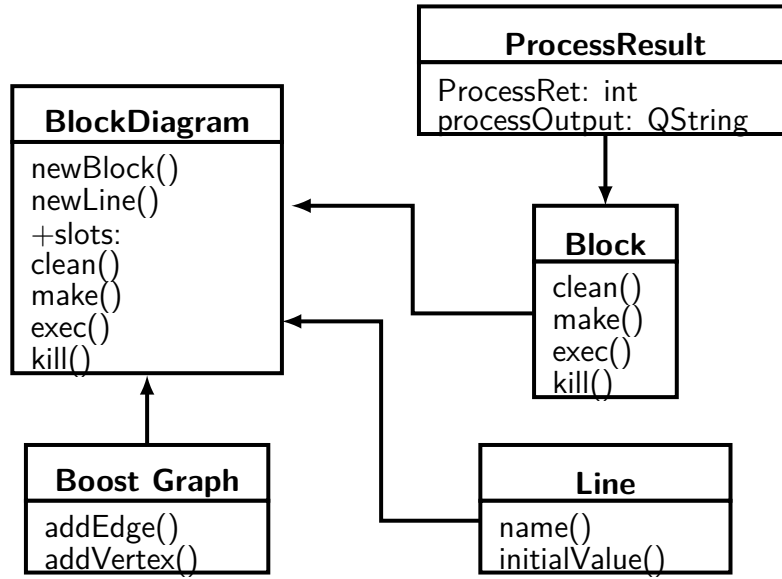 ProcessResult
ProcessRet: int
processOutput: QString
BlockDiagram
newBlock()
newLine()
+slots:
clean()
make()
exec()
kill()
Block
clean()
make()
exec()
kill()
Boost Graph
addEdge()
addVertex()
Line
name()
initialValue()